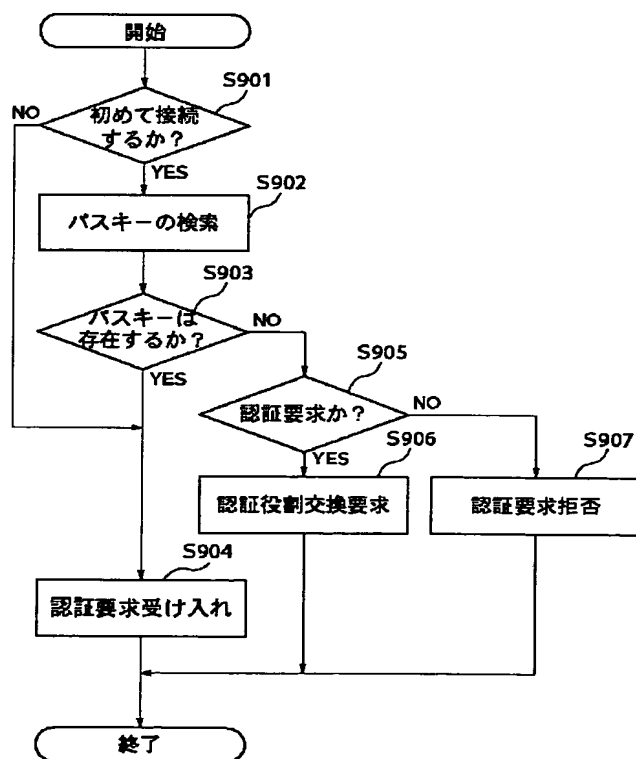 開始
S901
初めて接続
するか？
NO
YES
S902
パスキーの検索
S903
パスキーは
存在するか？
NO
YES
S905
認証要求か？
NO
YES
S906
認証役割交換要求
S907
認証要求拒否
S904
認証要求受け入れ
終了